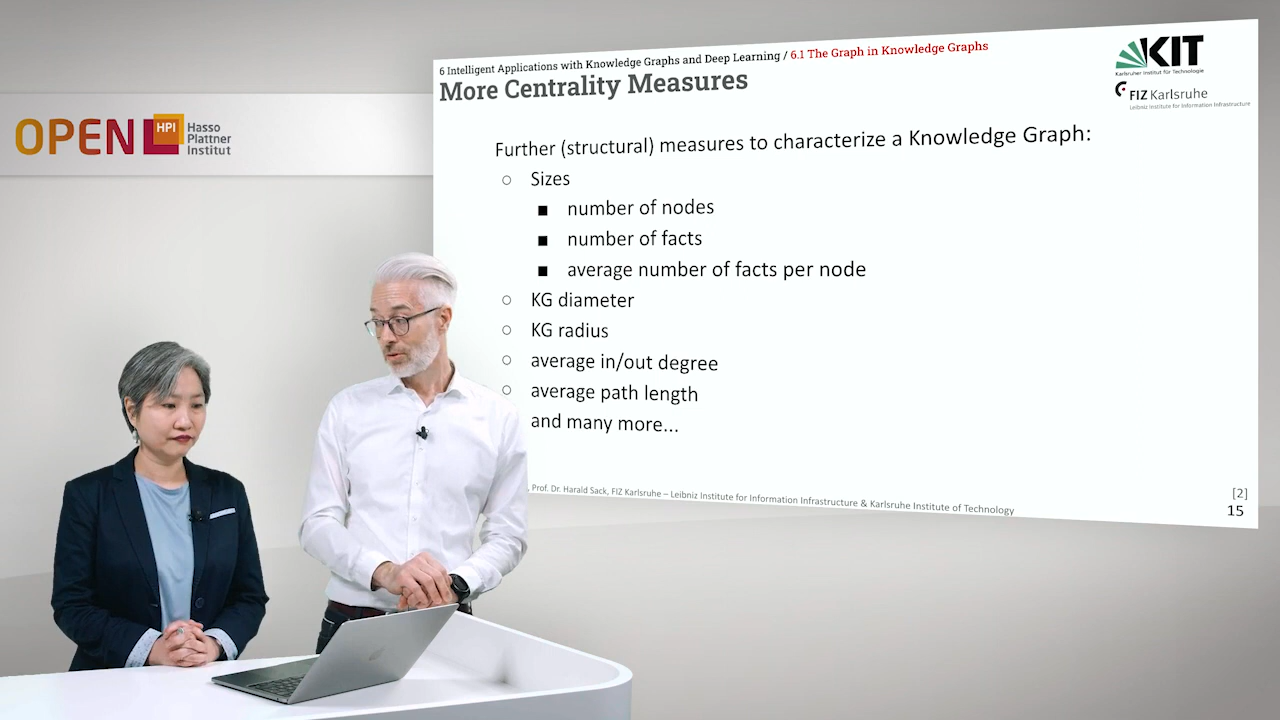 OPEN HPI Hasso
Plattner
Institut
6 Intelligent Applications with Knowledge Graphs and Deep Learning / 6.1 The Graph in Knowledge Graphs
More Centrality Measures
KIT
Karlsruher Institut für Technologie
FIZ Karlsruhe
Leibniz Institute for Information Infrastructure
Further (structural) measures to characterize a Knowledge Graph:
○ Sizes
■ number of nodes
■ number of facts
■ average number of facts per node
○ KG diameter
○ KG radius
○ average in/out degree
○ average path length
and many more...
, Prof. Dr. Harald Sack, FIZ Karlsruhe – Leibniz Institute for Information Infrastructure & Karlsruhe Institute of Technology
[2]
15